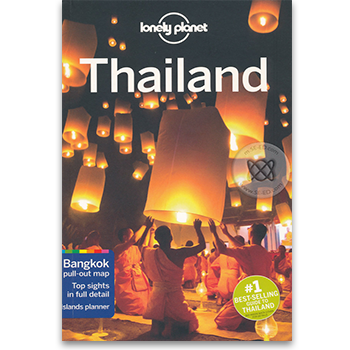 lonely planet
Thailand
Bangkok
pull-out map
Top sights
in full detail
Islands planner
#1
BEST-SELLING
GUIDE TO
THAILAND